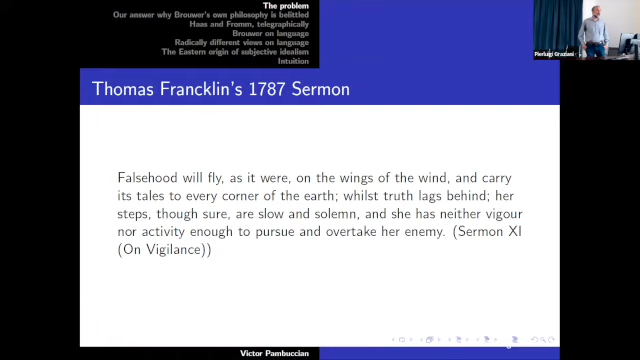 The problem
Our answer why Brouwer's own philosophy is belittled
Haas and Fromm, telegraphically
Brouwer on language
Radically different views on language
The Eastern origin of subjective idealism
Intuition
Pierluigi Graziani
Thomas Francklin's 1787 Sermon
Falsehood will fly, as it were, on the wings of the wind, and carry
its tales to every corner of the earth; whilst truth lags behind; her
steps, though sure, are slow and solemn, and she has neither vigour
nor activity enough to pursue and overtake her enemy. (Sermon XI
(On Vigilance))
Victor Pambuccian